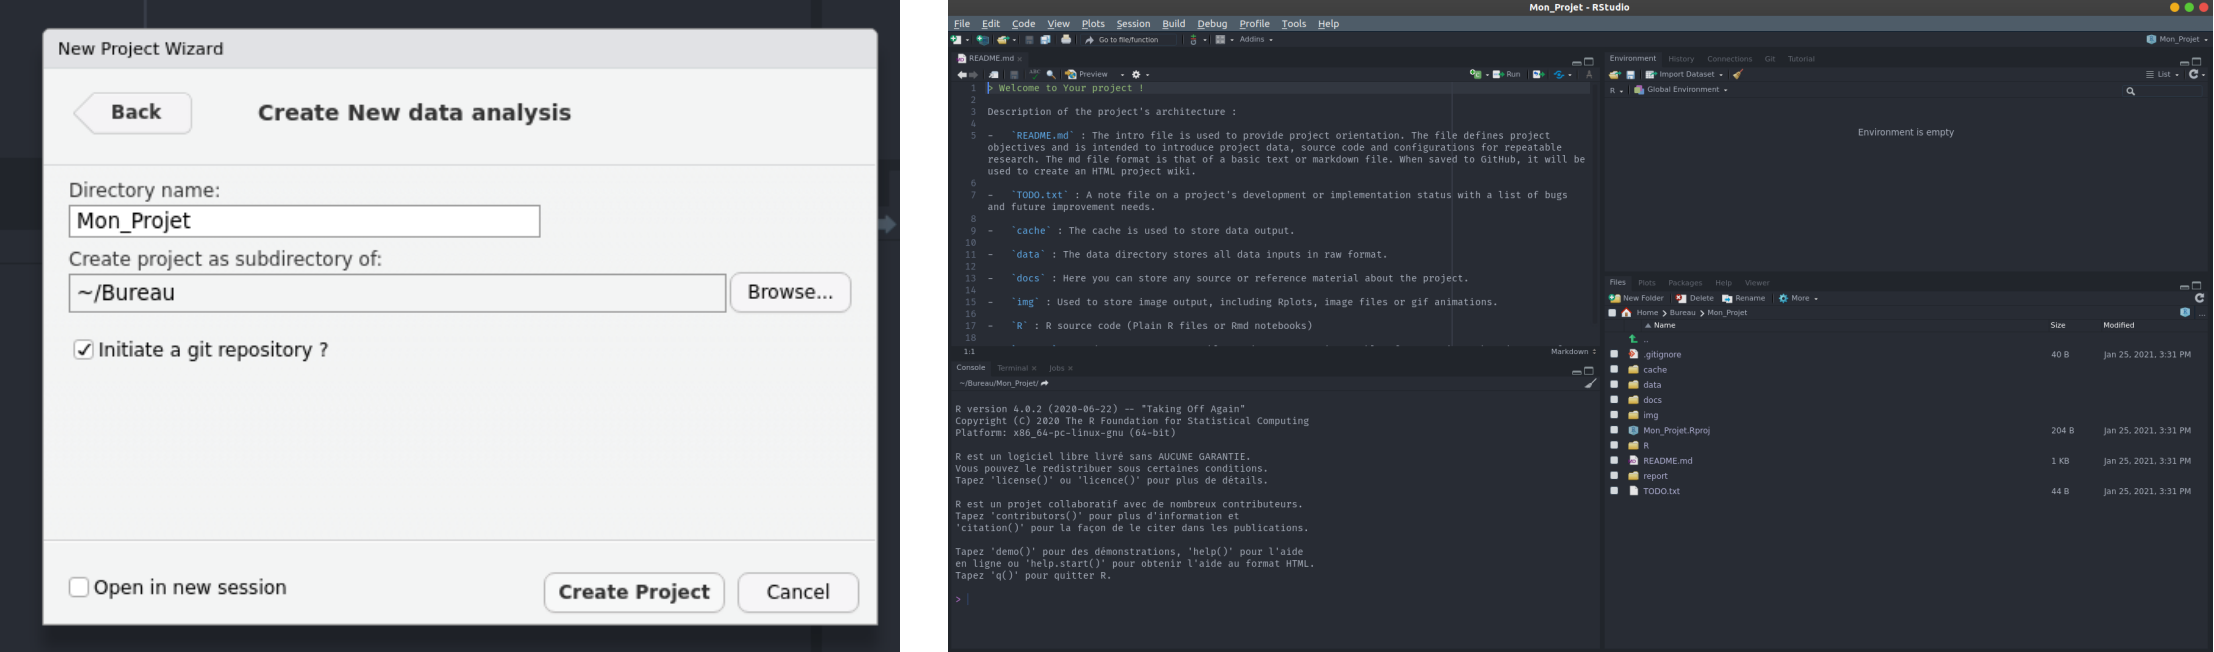 New Project Wizard
Back
Create New data analysis
Directory name:
Mon_Projet
Create project as subdirectory of:
~/Bureau
Browse...
Initiate a git repository ?
Open in new session
Create Project
Cancel
Mon_Projet - RStudio
File Edit Code View Plots Session Build Debug Profile Tools Help
Go to file/function
Addins
Mon_Projet
README.md
Preview
Run
1 > Welcome to Your project !
2
3 Description of the project's architecture :
4
5 - `README.md` : The intro file is used to provide project orientation. The file defines project
objectives and is intended to introduce project data, source code and configurations for repeatable
research. The md file format is that of a basic text or markdown file. When saved to GitHub, it will be
used to create an HTML project wiki.
6
7 - `TODO.txt` : A note file on a project's development or implementation status with a list of bugs
and future improvement needs.
8
9 - `cache` : The cache is used to store data output.
10
11 - `data` : The data directory stores all data inputs in raw format.
12
13 - `docs` : Here you can store any source or reference material about the project.
14
15 - `img` : Used to store image output, including Rplots, image files or gif animations.
16
17 - `R` : R source code (Plain R files or Rmd notebooks)
18
1:1
Markdown
Console Terminal Jobs
~/Bureau/Mon_Projet/
R version 4.0.2 (2020-06-22) -- "Taking Off Again"
Copyright (C) 2020 The R Foundation for Statistical Computing
Platform: x86_64-pc-linux-gnu (64-bit)
R est un logiciel libre livré sans AUCUNE GARANTIE.
Vous pouvez le redistribuer sous certaines conditions.
Tapez 'license()' ou 'licence()' pour plus de détails.
R est un projet collaboratif avec de nombreux contributeurs.
Tapez 'contributors()' pour plus d'information et
'citation()' pour la façon de le citer dans les publications.
Tapez 'demo()' pour des démonstrations, 'help()' pour l'aide
en ligne ou 'help.start()' pour obtenir l'aide au format HTML.
Tapez 'q()' pour quitter R.
>
Environment History Connections Git Tutorial
Import Dataset
List
R
Global Environment
Environment is empty
Files Plots Packages Help Viewer
New Folder Delete Rename More
Home > Bureau > Mon_Projet
Name Size Modified
..
.gitignore 40 B Jan 25, 2021, 3:31 PM
cache
data
docs
img
Mon_Projet.Rproj 204 B Jan 25, 2021, 3:31 PM
R
README.md 1 KB Jan 25, 2021, 3:31 PM
report
TODO.txt 44 B Jan 25, 2021, 3:31 PM